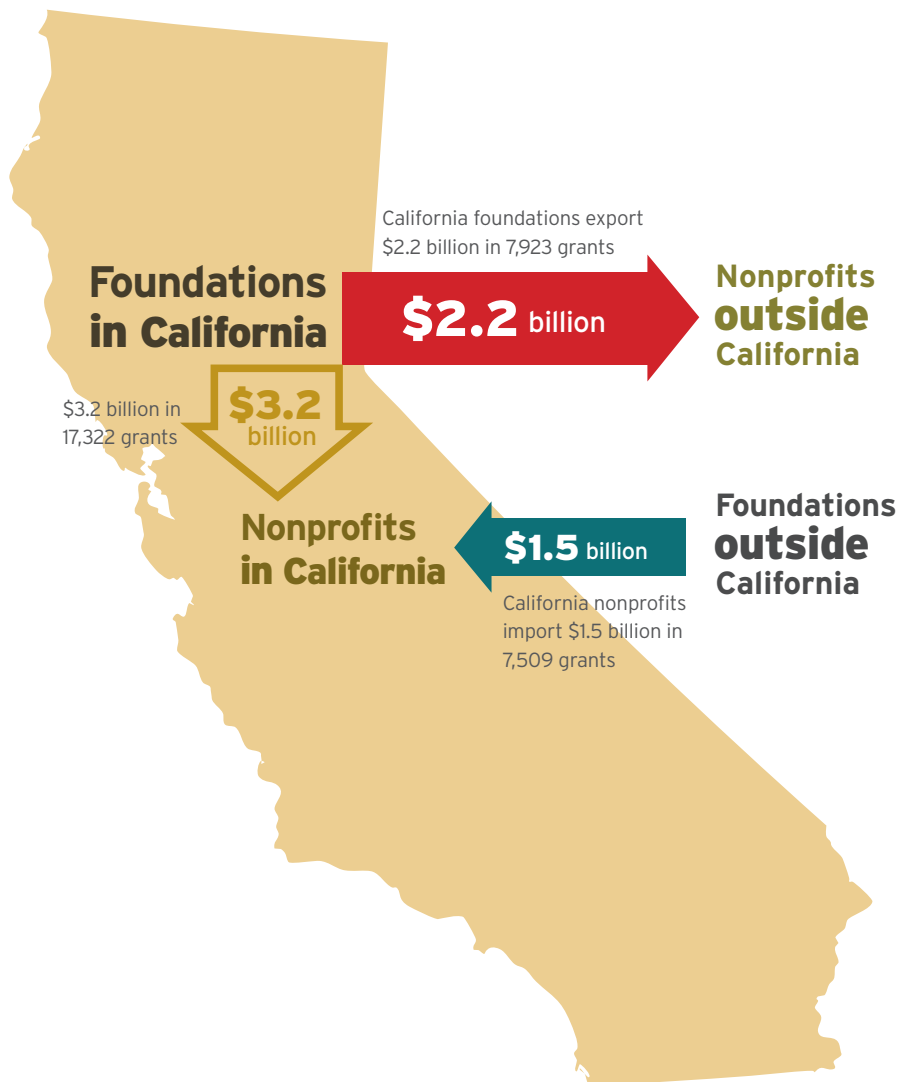 California foundations export
$2.2 billion in 7,923 grants
Foundations
in California
$2.2 billion
Nonprofits
outside
California
$3.2 billion in
17,322 grants
$3.2
billion
Nonprofits
in California
$1.5 billion
Foundations
outside
California
California nonprofits
import $1.5 billion in
7,509 grants